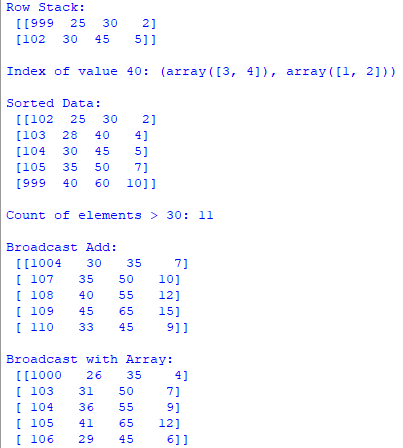 Row Stack:
[[999 25 30 2]
[102 30 45 5]]
Index of value 40: (array([3, 4]), array([1, 2]))
Sorted Data:
[[102 25 30 2]
[103 28 40 4]
[104 30 45 5]
[105 35 50 7]
[999 40 60 10]]
Count of elements > 30: 11
Broadcast Add:
[[1004 30 35 7]
[ 107 35 50 10]
[ 108 40 55 12]
[ 109 45 65 15]
[ 110 33 45 9]]
Broadcast with Array:
[[1000 26 35 4]
[ 103 31 50 7]
[ 104 36 55 9]
[ 105 41 65 12]
[ 106 29 45 6]]